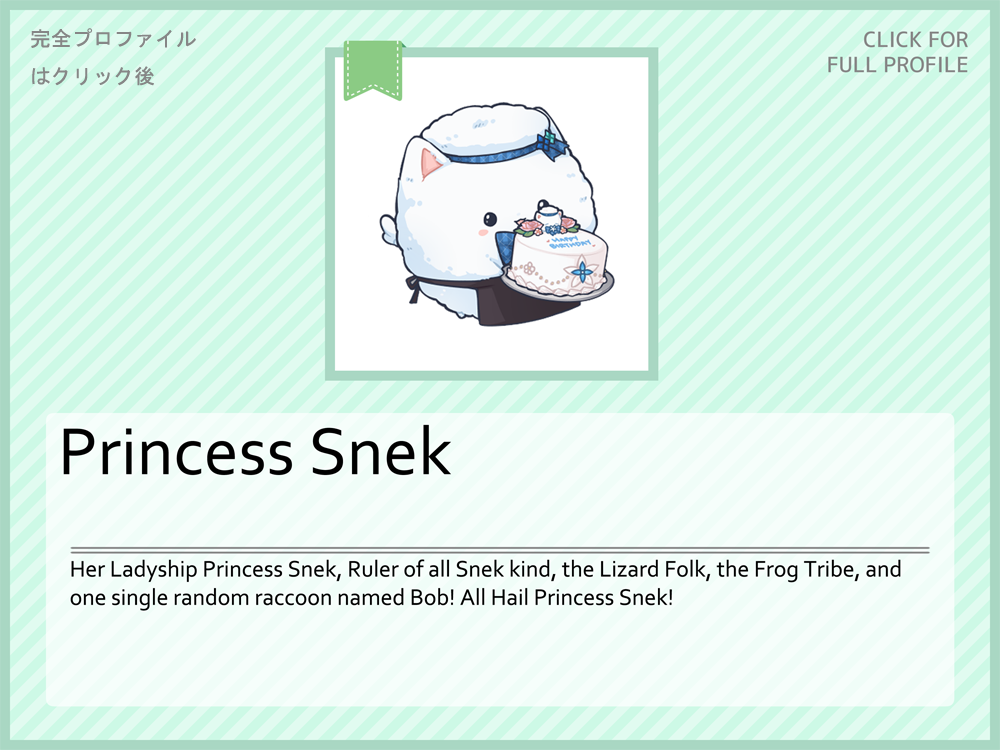 完全プロファイル
はクリック後
CLICK FOR
FULL PROFILE
HAPPY
BIRTHDAY
Princess Snek
Her Ladyship Princess Snek, Ruler of all Snek kind, the Lizard Folk, the Frog Tribe, and
one single random raccoon named Bob! All Hail Princess Snek!